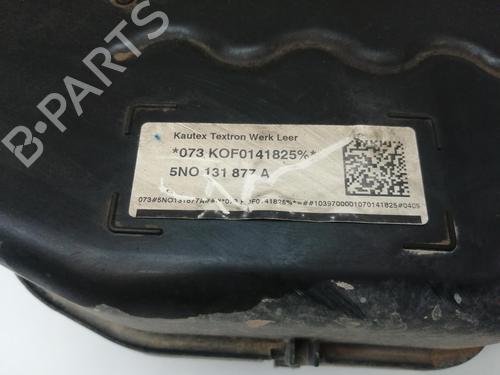 Kautex Textron Werk Leer
*073 KOF0141825%*
5N0 131 877 A
B-PARTS